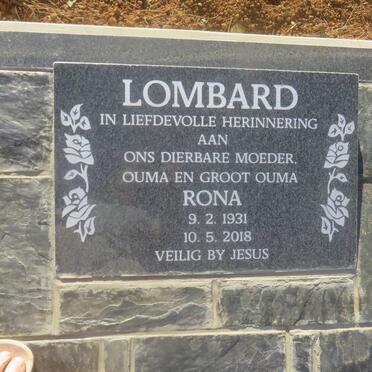 LOMBARD
IN LIEFDEVOLLE HERINNERING
AAN
ONS DIERBARE MOEDER,
OUMA EN GROOT OUMA
RONA
9. 2. 1931
10. 5. 2018
VEILIG BY JESUS